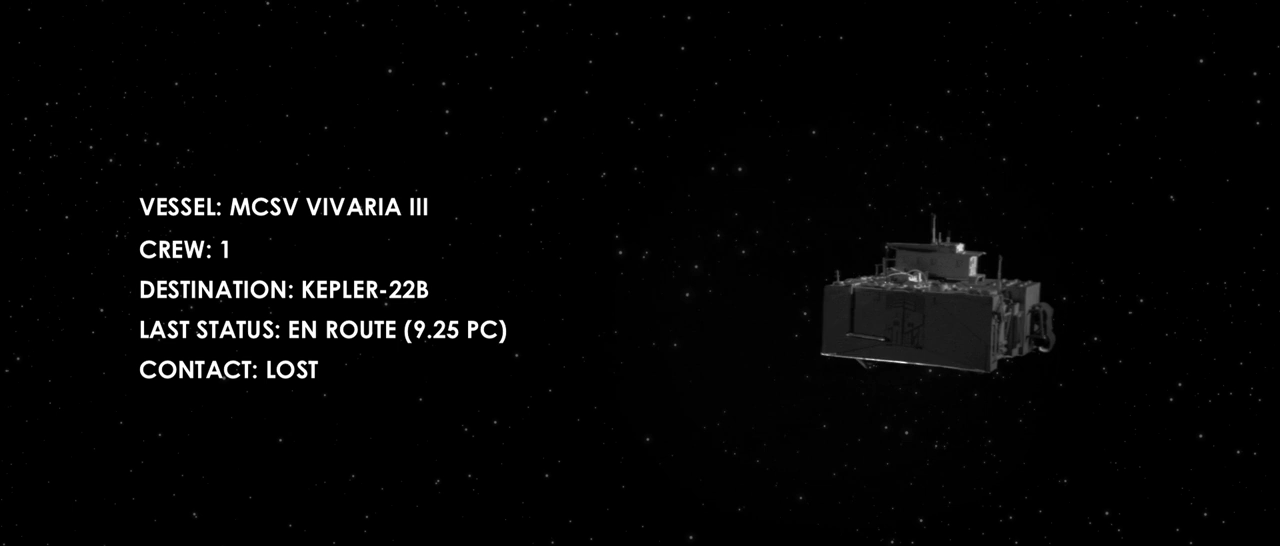 VESSEL: MCSV VIVARIA III
CREW: 1
DESTINATION: KEPLER-22B
LAST STATUS: EN ROUTE (9.25 PC)
CONTACT: LOST